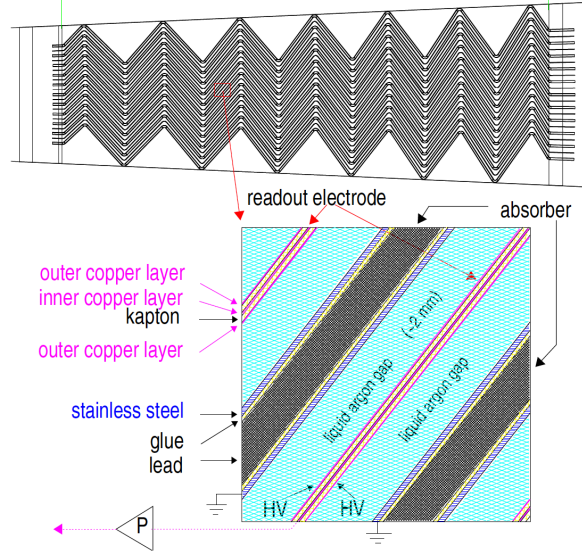 readout electrode
absorber
outer copper layer
inner copper layer
kapton
outer copper layer
(~2 mm)
liquid argon gap
liquid argon gap
stainless steel
glue
lead
HV
HV
P